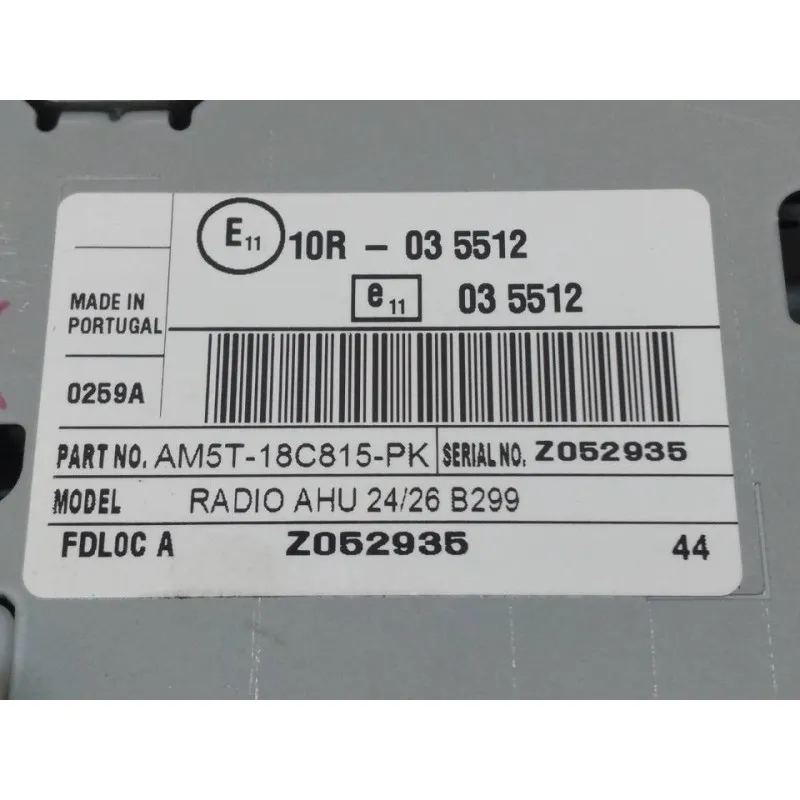 E11 10R - 03 5512
e11 03 5512
MADE IN
PORTUGAL
0259A
PART NO. AM5T-18C815-PK SERIAL NO. Z052935
MODEL RADIO AHU 24/26 B299
FDL0C A Z052935 44